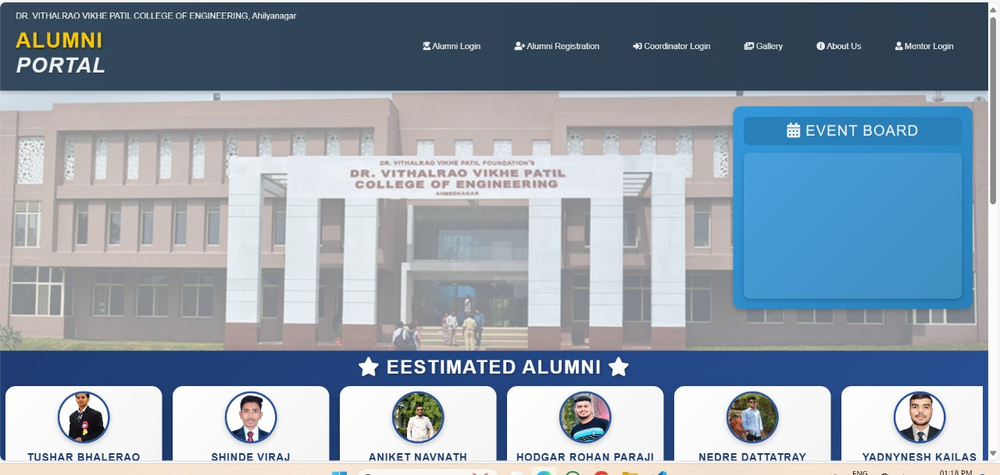 DR. VITHALRAO VIKHE PATIL COLLEGE OF ENGINEERING, Ahilyanagar
ALUMNI
PORTAL
Alumni Login
Alumni Registration
Coordinator Login
Gallery
About Us
Mentor Login
DR. VITHALRAO VIKHE PATIL FOUNDATION'S
DR. VITHALRAO VIKHE PATIL
COLLEGE OF ENGINEERING
AHMEDNAGAR
EVENT BOARD
EESTIMATED ALUMNI
TUSHAR BHALERAO
SHINDE VIRAJ
ANIKET NAVNATH
HODGAR ROHAN PARAJI
NEDRE DATTATRAY
YADNYNESH KAILAS
ENG
01:18 PM